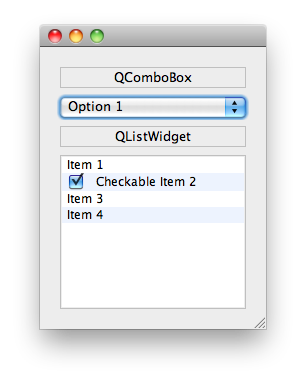 QComboBox
Option 1
QListWidget
Item 1
Checkable Item 2
Item 3
Item 4